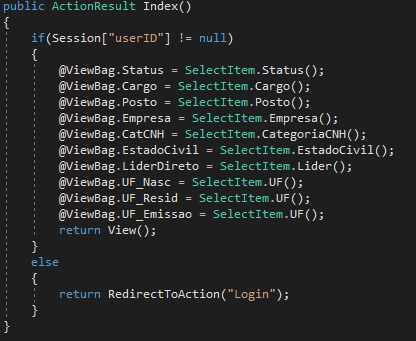 public ActionResult Index()
{
if(Session["userID"] != null)
{
@ViewBag.Status = SelectItem.Status();
@ViewBag.Cargo = SelectItem.Cargo();
@ViewBag.Posto = SelectItem.Posto();
@ViewBag.Empresa = SelectItem.Empresa();
@ViewBag.CatCNH = SelectItem.CategoriaCNH();
@ViewBag.EstadoCivil = SelectItem.EstadoCivil();
@ViewBag.LiderDireto = SelectItem.Lider();
@ViewBag.UF_Nasc = SelectItem.UF();
@ViewBag.UF_Resid = SelectItem.UF();
@ViewBag.UF_Emissao = SelectItem.UF();
return View();
}
else
{
return RedirectToAction("Login");
}
}